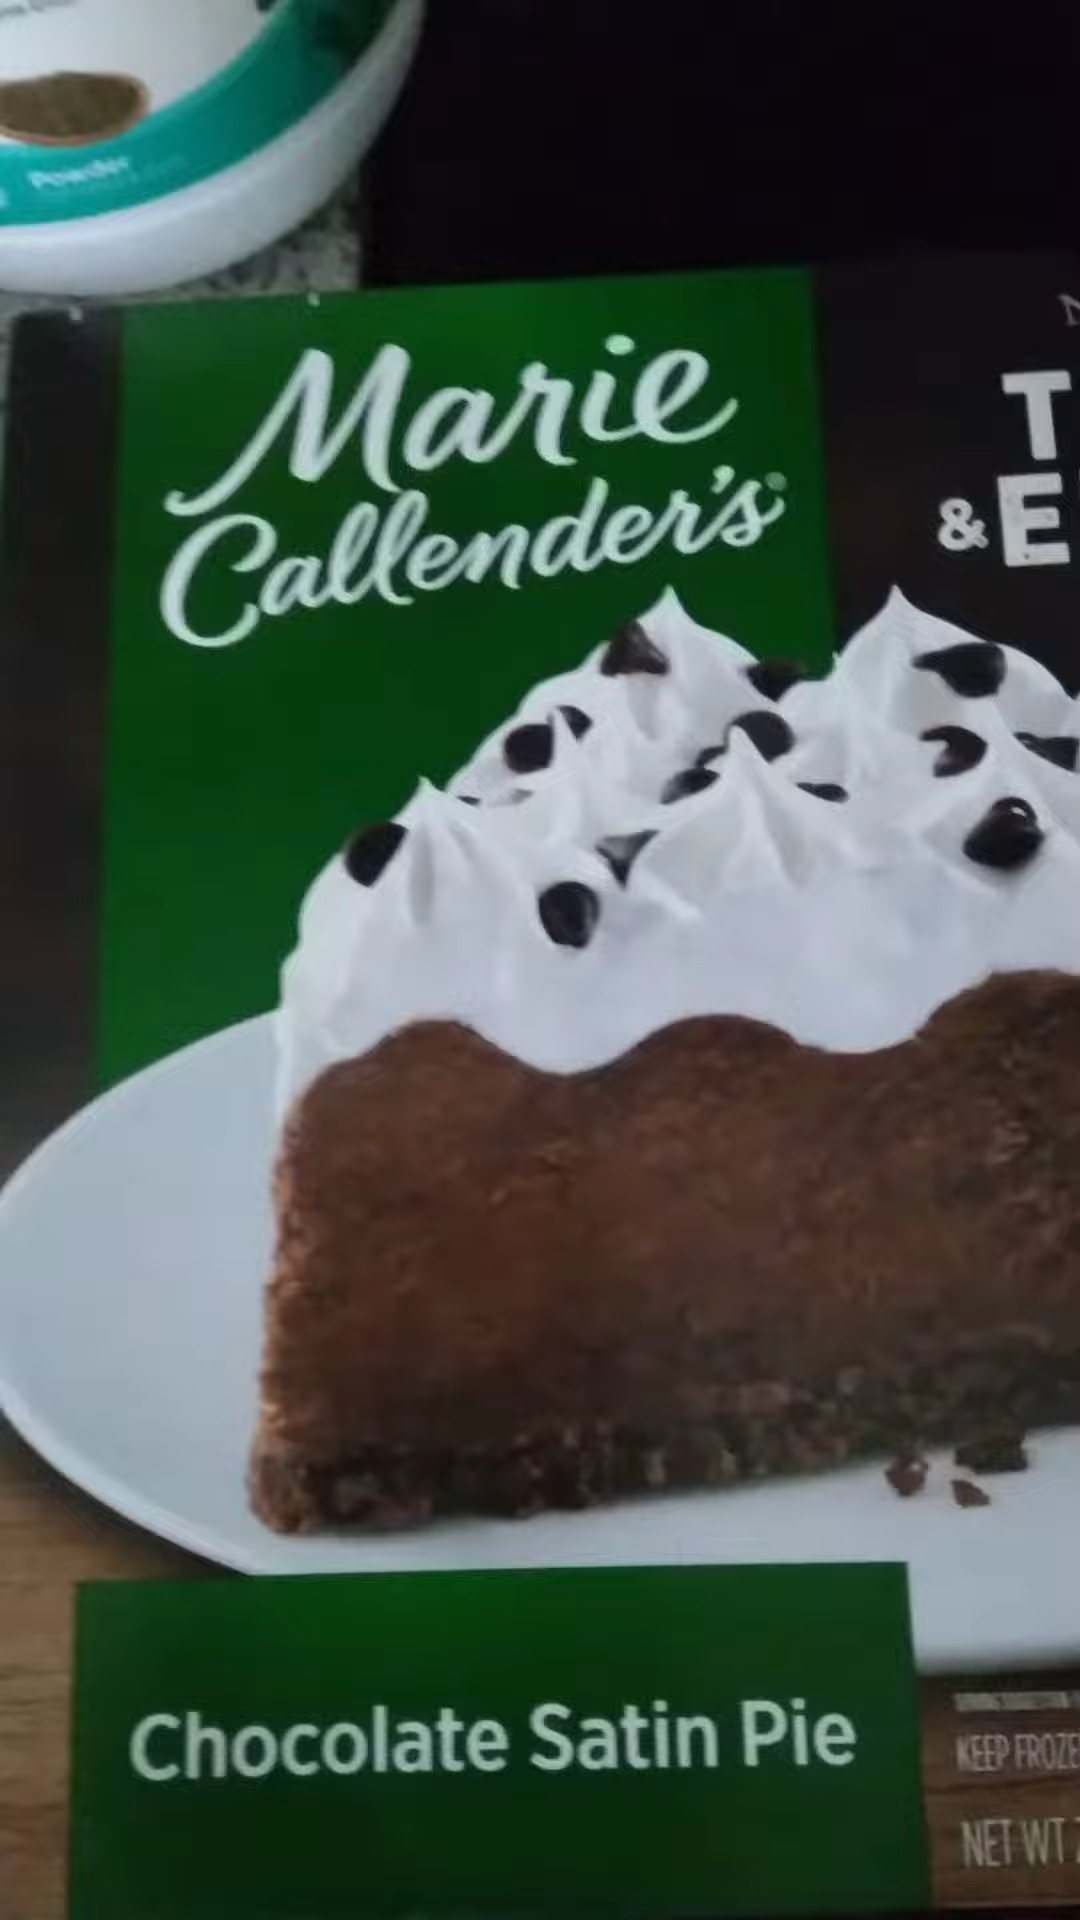 Powder
Marie
Callender's
T
&E
Chocolate Satin Pie
KEEP FROZE
NET WT